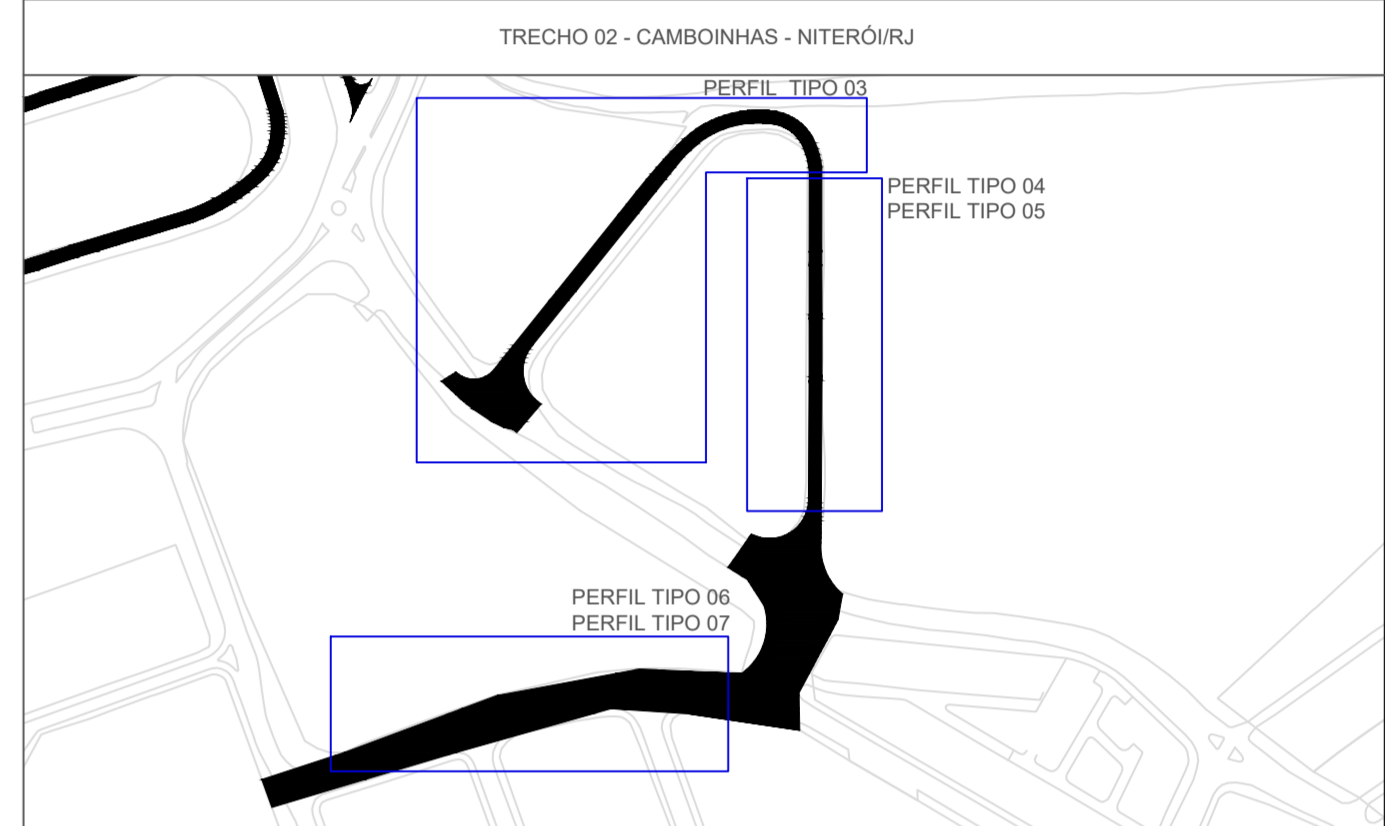 TRECHO 02 - CAMBOINHAS - NITERÓI/RJ
PERFIL TIPO 03
PERFIL TIPO 04
PERFIL TIPO 05
PERFIL TIPO 06
PERFIL TIPO 07